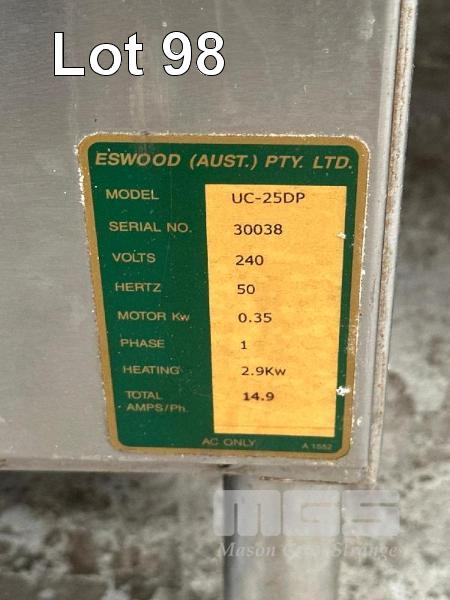 Lot 98
ESWOOD (AUST.) PTY. LTD.
MODEL UC-25DP
SERIAL NO. 30038
VOLTS 240
HERTZ 50
MOTOR Kw 0.35
PHASE 1
HEATING 2.9Kw
TOTAL 14.9
AMPS/Ph.
AC ONLY A 1552
MGS
Mason Gray Strange